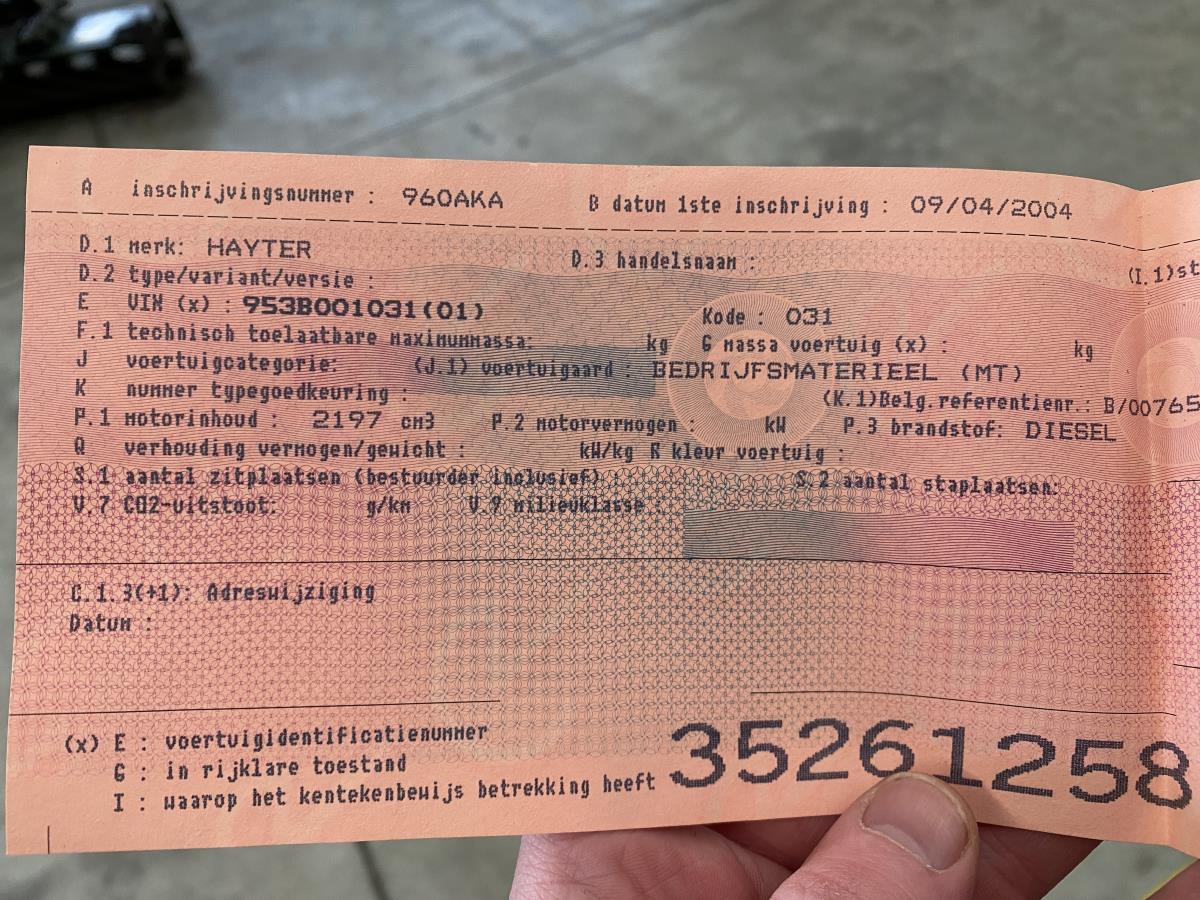 A inschrijvingsnummer : 960AKA B datum 1ste inschrijving : 09/04/2004
D.1 merk: HAYTER D.3 handelsnaam :
D.2 type/variant/versie : (I.1)st
E VIN (x) : 953B001031(01) Kode : 031
F.1 technisch toelaatbare maximummassa: kg G massa voertuig (x) : kg
J voertuigcategorie: (J.1) voertuigaard : BEDRIJFSMATERIEEL (MT)
K nummer typegoedkeuring : (K.1)Belg.referentienr.: B/00765
P.1 motorinhoud : 2197 cm3 P.2 motorvermogen : kW P.3 brandstof: DIESEL
Q verhouding vermogen/gewicht : kW/kg R kleur voertuig :
S.1 aantal zitplaatsen (bestuurder inclusief) : S.2 aantal staplaatsen:
V.7 CO2-uitstoot: g/km V.9 milieuklasse :
C.1.3(+1): Adreswijziging
Datum :
(x) E : voertuigidentificatienummer
G : in rijklare toestand
I : waarop het kentekenbewijs betrekking heeft
35261258